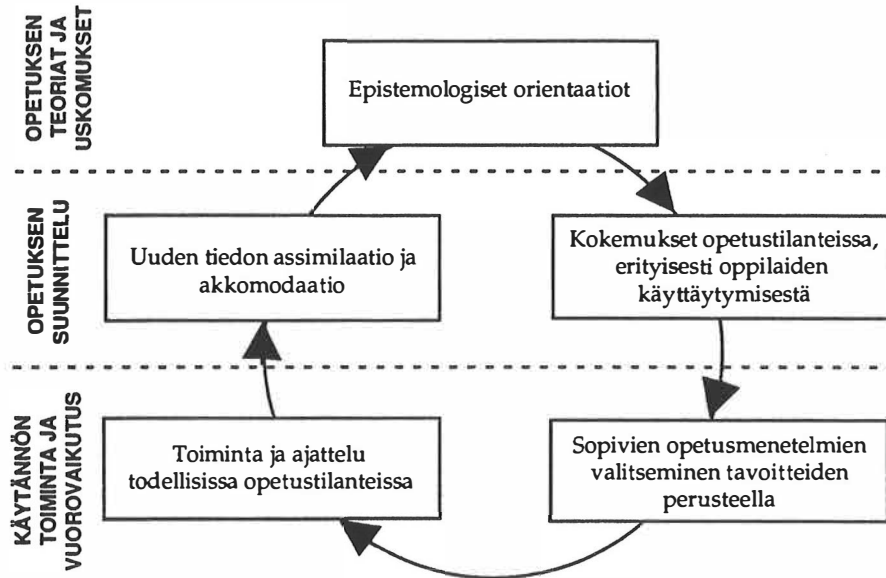 OPETUKSEN
TEORIAT JA
USKOMUKSET
Epistemologiset orientaatiot
OPETUKSEN
SUUNNITTELU
Uuden tiedon assimilaatio ja
akkomodaatio
Kokemukset opetustilanteissa,
erityisesti oppilaiden
käyttäytymisestä
KÄYTÄNNÖN
TOIMINTA JA
VUOROVAIKUTUS
Toiminta ja ajattelu
todellisissa opetustilanteissa
Sopivien opetusmenetelmien
valitseminen tavoitteiden
perusteella